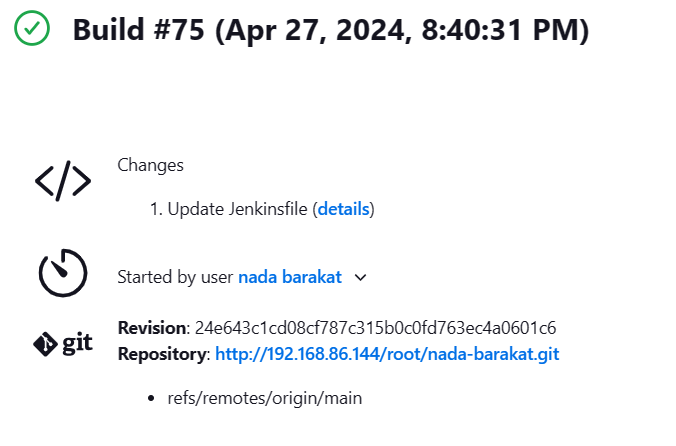 Build #75 (Apr 27, 2024, 8:40:31 PM)
Changes
1. Update Jenkinsfile (details)
Started by user nada barakat
git
Revision: 24e643c1cd08cf787c315b0c0fd763ec4a0601c6
Repository: http://192.168.86.144/root/nada-barakat.git
• refs/remotes/origin/main